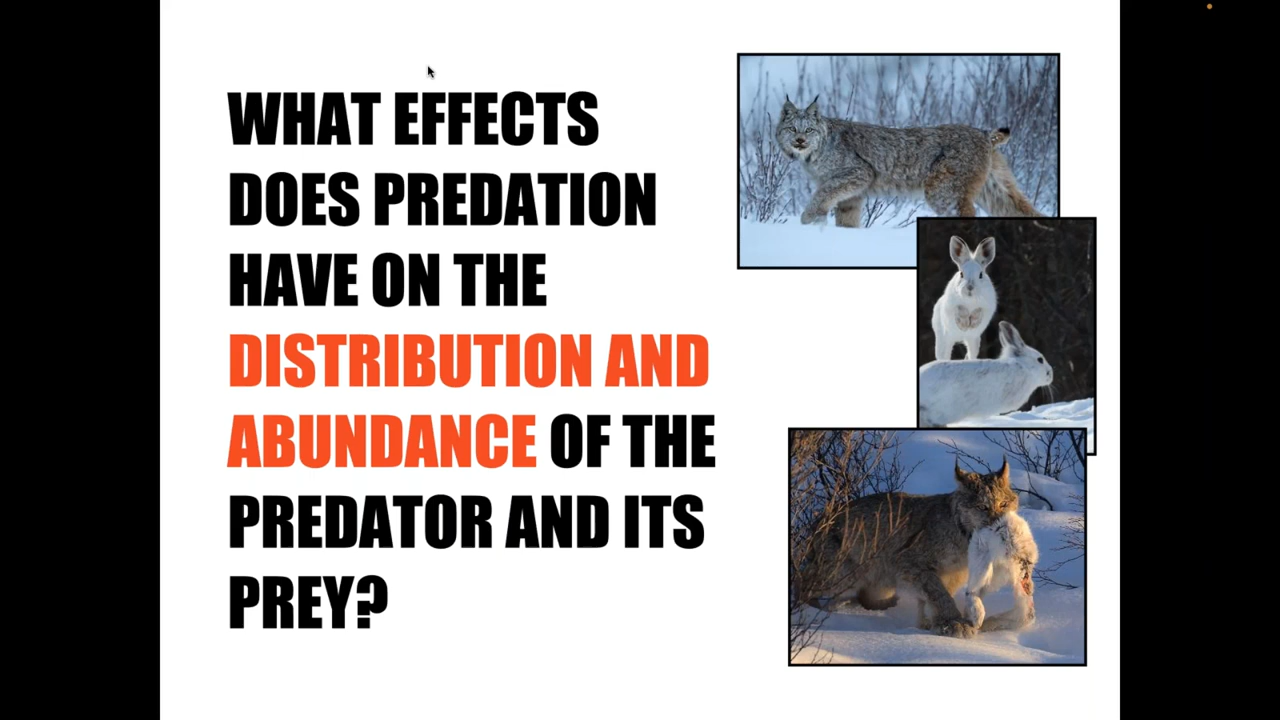 WHAT EFFECTS
DOES PREDATION
HAVE ON THE
DISTRIBUTION AND
ABUNDANCE OF THE
PREDATOR AND ITS
PREY?